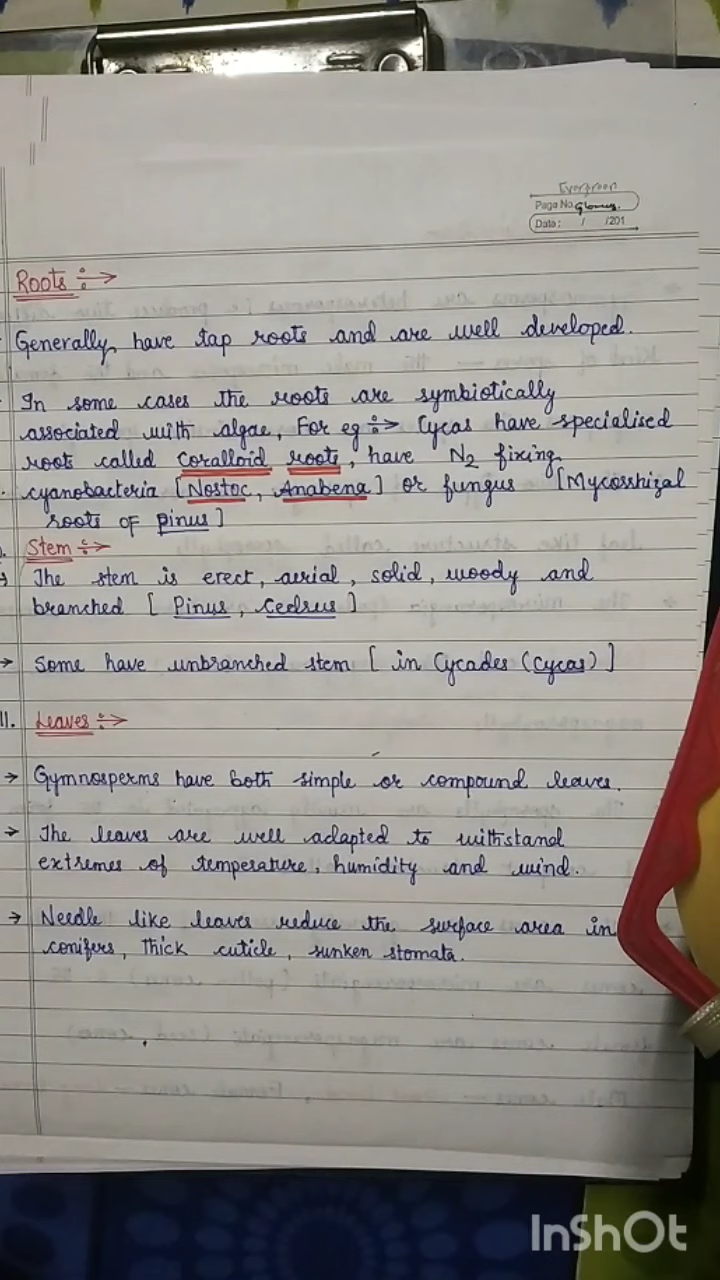 Evergreen
Page No. Glomus.
Date: / /201
Roots ÷→
Generally have tap roots and are well developed.
In some cases the roots are symbiotically
associated with algae, For eg ÷> Cycas have specialised
roots called Coralloid roots, have N2 fixing
cyanobacteria [Nostoc, Anabena] or fungus [Mycorrhizal
roots of pinus]
Stem ÷→
The stem is erect, aerial, solid, woody and
branched [Pinus, Cedrus]
→ Some have unbranched stem [in Cycades (Cycas)]
II. Leaves ÷→
→ Gymnosperms have both simple or compound leaves.
→ The leaves are well adapted to withstand
extremes of temperature, humidity and wind.
→ Needle like leaves reduce the surface area in
conifers, thick cuticle, sunken stomata.
InShOt